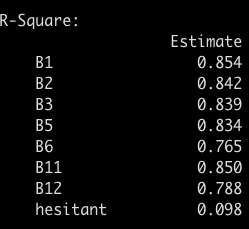 R-Square:
Estimate
B1 0.854
B2 0.842
B3 0.839
B5 0.834
B6 0.765
B11 0.850
B12 0.788
hesitant 0.098